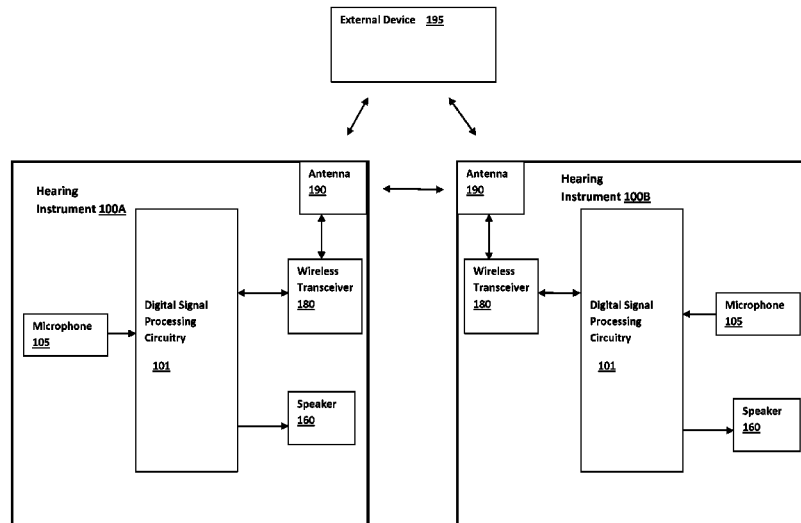 External Device 195
Hearing
Instrument 100A
Antenna
190
Wireless
Transceiver
180
Digital Signal
Processing
Circuitry
101
Microphone
105
Speaker
160
Antenna
190
Hearing
Instrument 100B
Wireless
Transceiver
180
Digital Signal
Processing
Circuitry
101
Microphone
105
Speaker
160